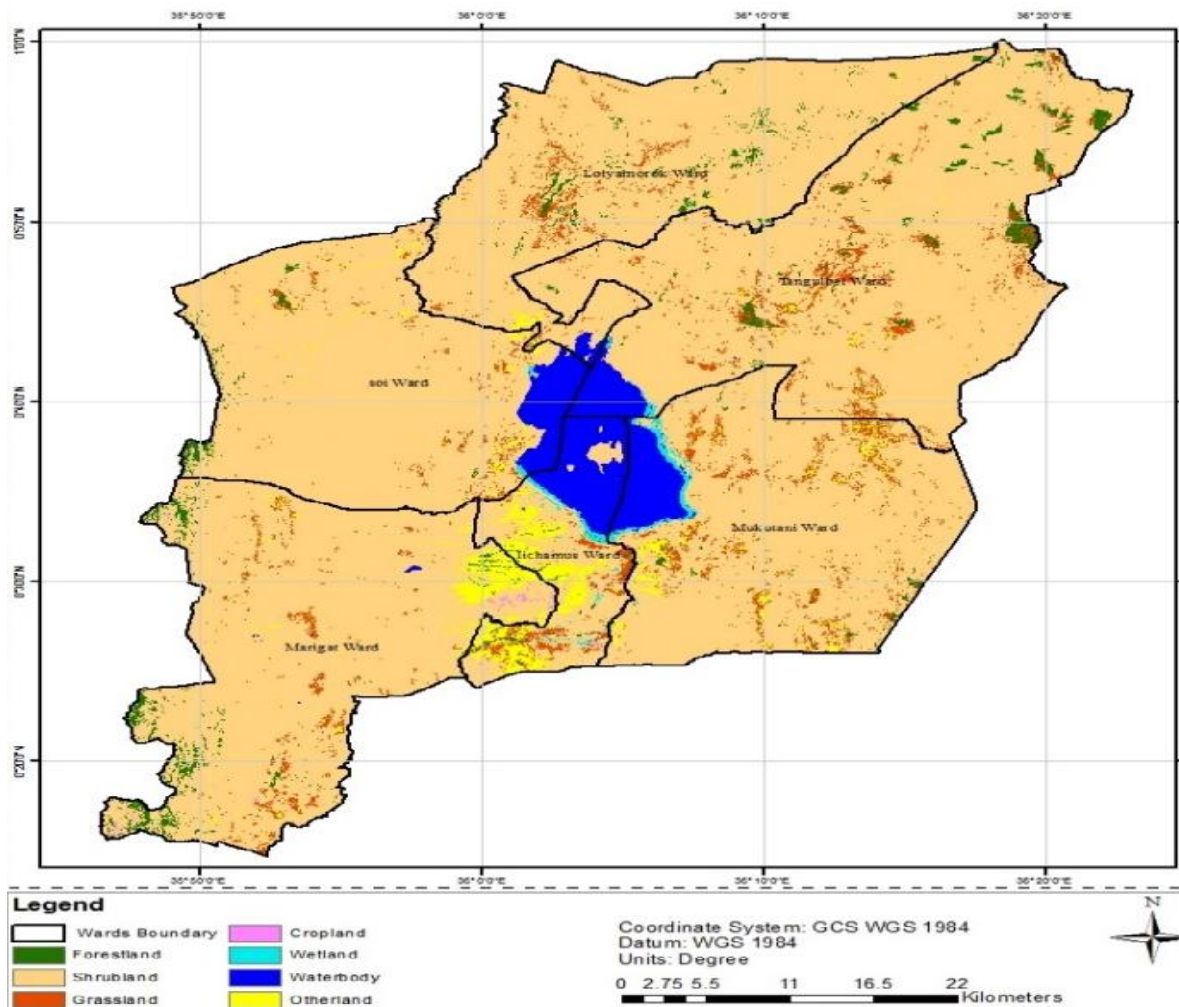 36°0'0"E 36°10'0"E 36°20'0"E
Lolyamorok Ward
Tangulbei Ward
soi Ward
Mukutani Ward
Ilchamus Ward
Marigat Ward
36°0'0"E 36°10'0"E 36°20'0"E
Legend
Wards Boundary
Forestland
Shrubland
Grassland
Cropland
Wetland
Waterbody
Otherland
Coordinate System: GCS WGS 1984
Datum: WGS 1984
Units: Degree
0 2.75 5.5 11 16.5 22
Kilometers
N